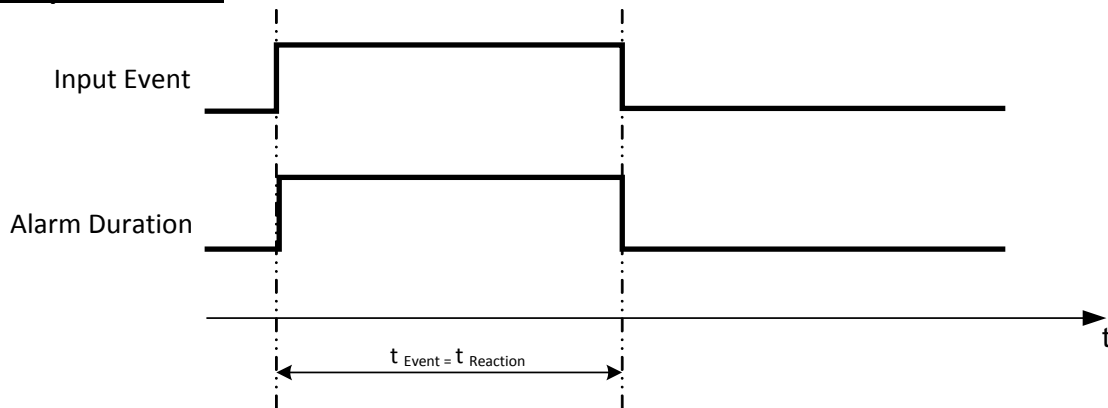 Input Event
Alarm Duration
t
t Event = t Reaction